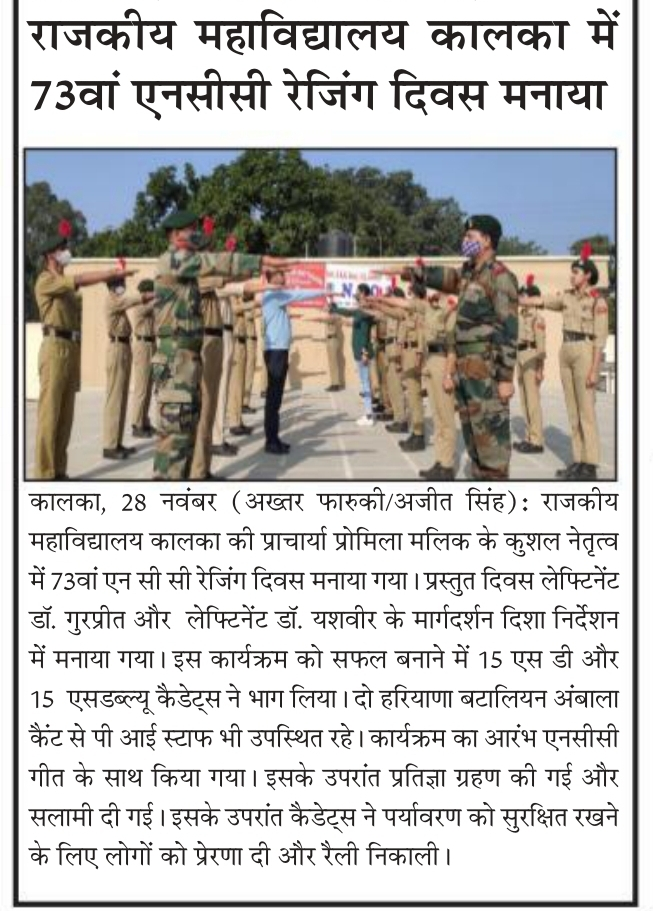 राजकीय महाविद्यालय कालका में
73वां एनसीसी रेजिंग दिवस मनाया
कालका, 28 नवंबर (अख्तर फारुकी/अजीत सिंह): राजकीय
महाविद्यालय कालका की प्राचार्या प्रोमिला मलिक के कुशल नेतृत्व
में 73वां एन सी सी रेजिंग दिवस मनाया गया। प्रस्तुत दिवस लेफ्टिनेंट
डॉ. गुरप्रीत और लेफ्टिनेंट डॉ. यशवीर के मार्गदर्शन दिशा निर्देशन
में मनाया गया। इस कार्यक्रम को सफल बनाने में 15 एस डी और
15 एसडब्ल्यू कैडेट्स ने भाग लिया। दो हरियाणा बटालियन अंबाला
कैंट से पी आई स्टाफ भी उपस्थित रहे। कार्यक्रम का आरंभ एनसीसी
गीत के साथ किया गया। इसके उपरांत प्रतिज्ञा ग्रहण की गई और
सलामी दी गई। इसके उपरांत कैडेट्स ने पर्यावरण को सुरक्षित रखने
के लिए लोगों को प्रेरणा दी और रैली निकाली।